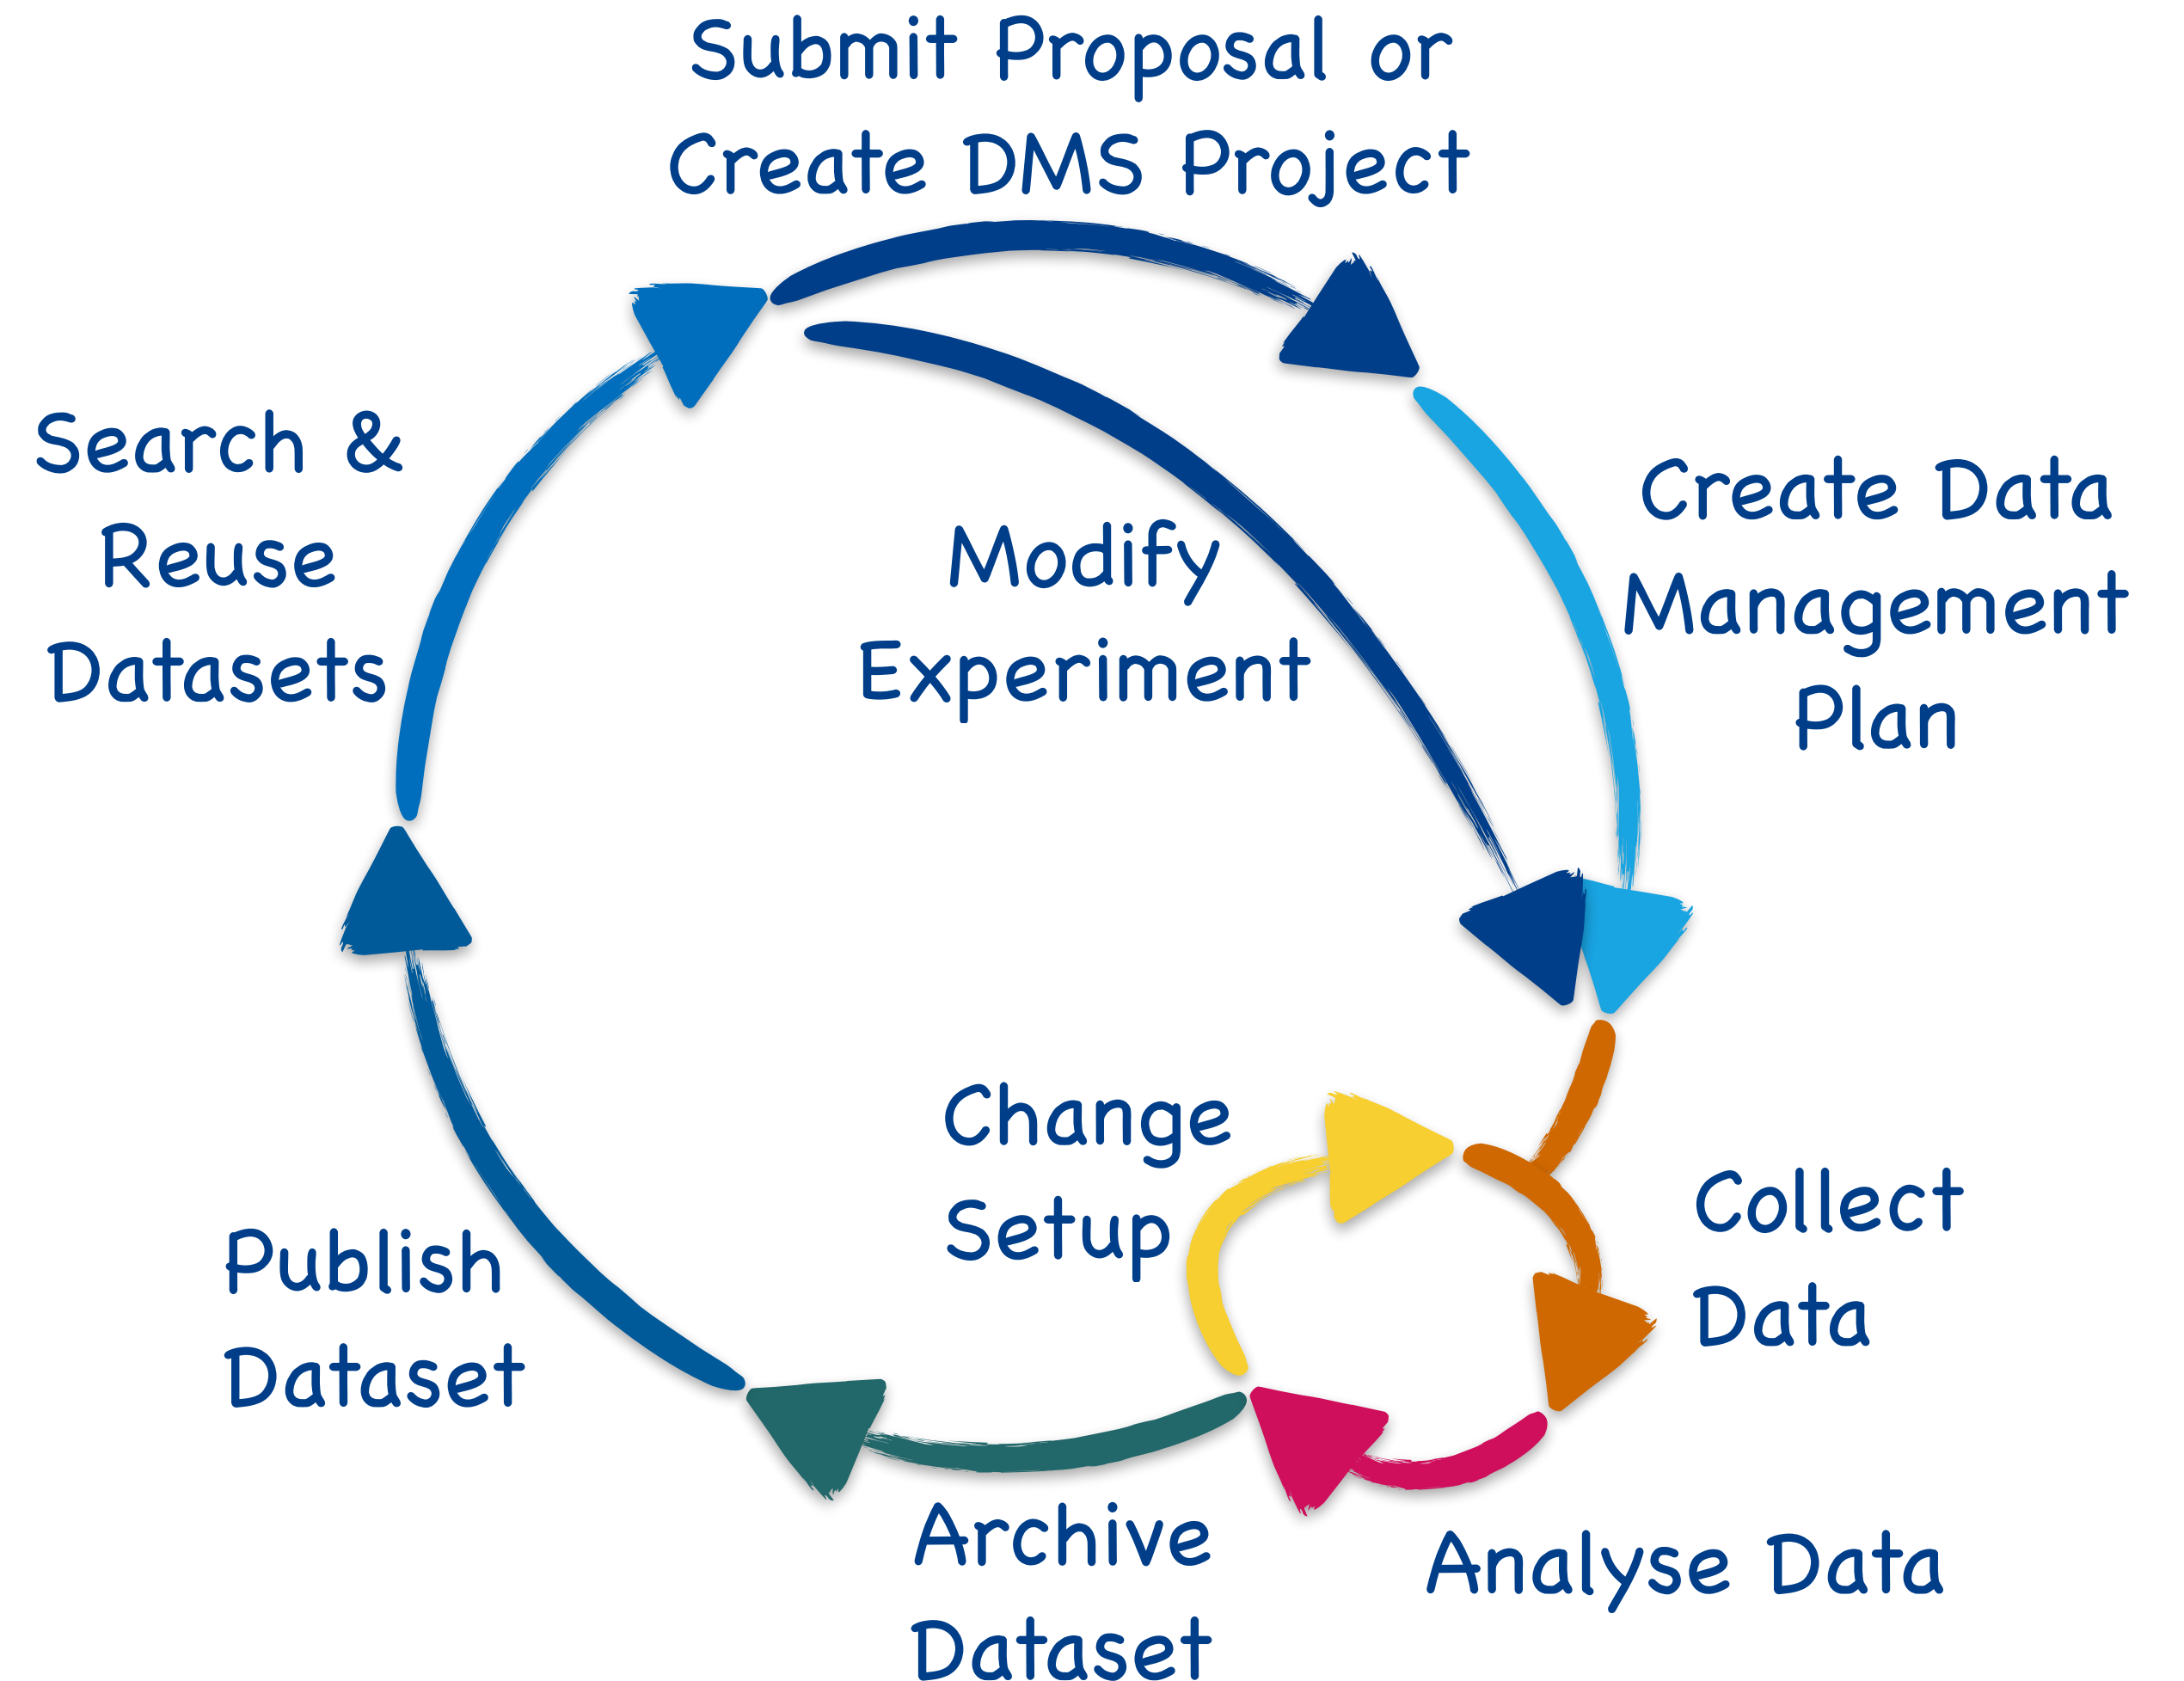 Submit Proposal or
Create DMS Project
Search &
Reuse
Datasets
Modify
Experiment
Create Data
Management
Plan
Change
Setup
Collect
Data
Publish
Dataset
Archive
Dataset
Analyse Data